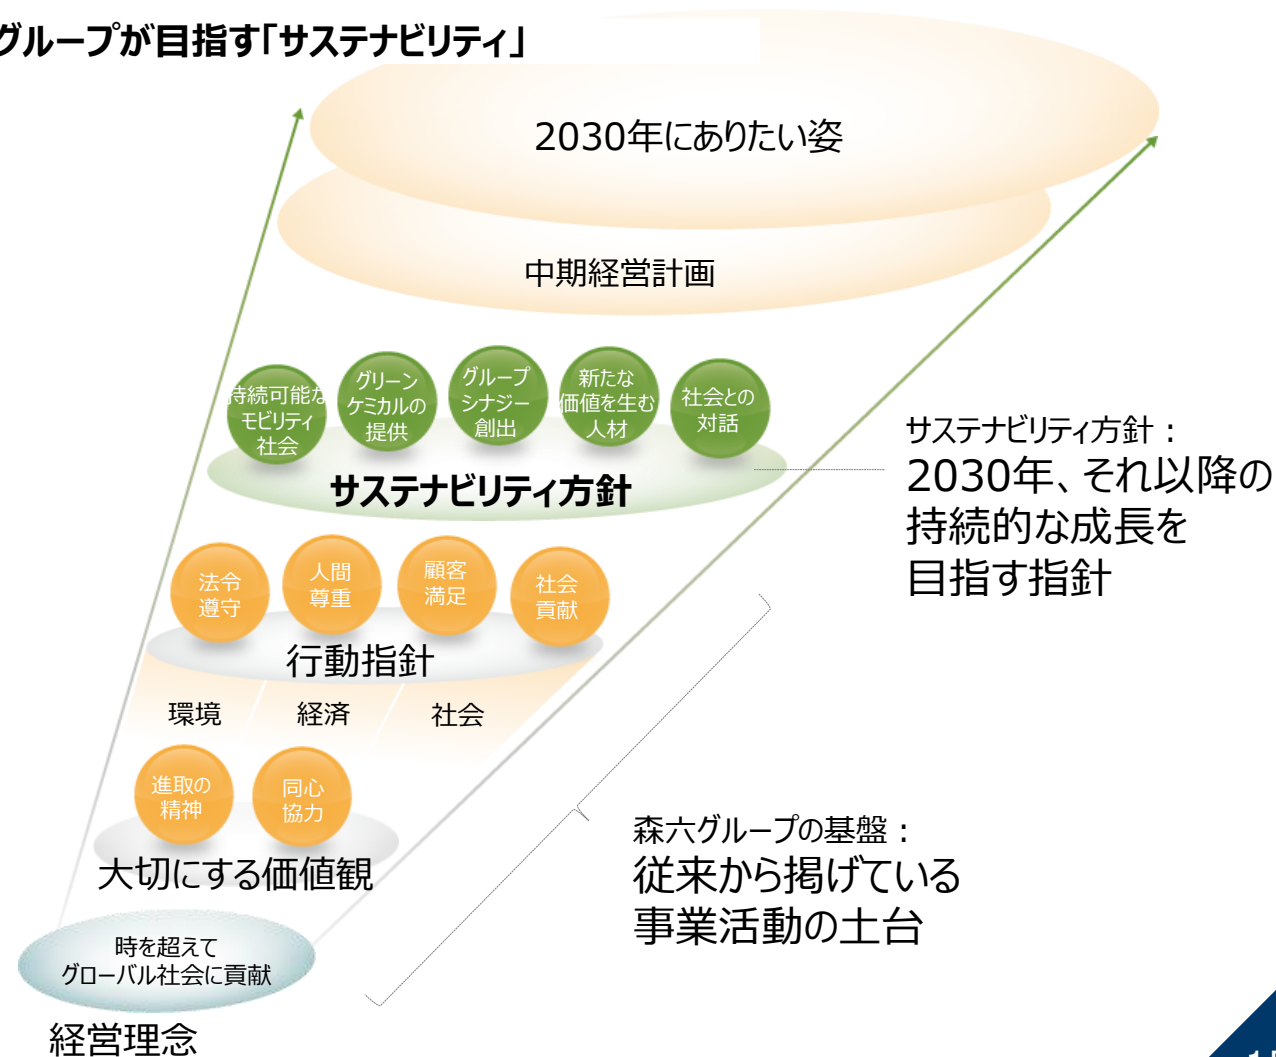 グループが目指す「サステナビリティ」
2030年にありたい姿
中期経営計画
持続可能な
モビリティ
社会
グリーン
ケミカルの
提供
グループ
シナジー
創出
新たな
価値を生む
人材
社会との
対話
サステナビリティ方針
サステナビリティ方針：
2030年、それ以降の
持続的な成長を
目指す指針
法令
遵守
人間
尊重
顧客
満足
社会
貢献
行動指針
環境
経済
社会
進取の
精神
同心
協力
大切にする価値観
森六グループの基盤：
従来から掲げている
事業活動の土台
時を超えて
グローバル社会に貢献
経営理念